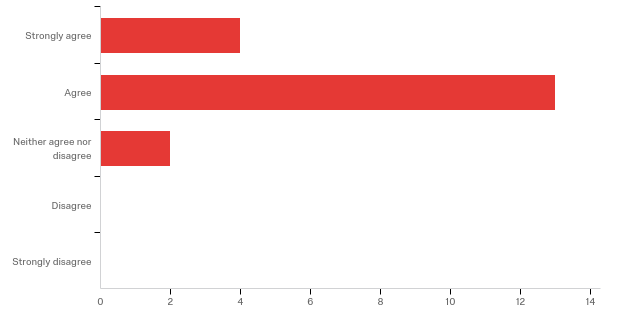 Strongly agree
Agree
Neither agree nor
disagree
Disagree
Strongly disagree
0 2 4 6 8 10 12 14